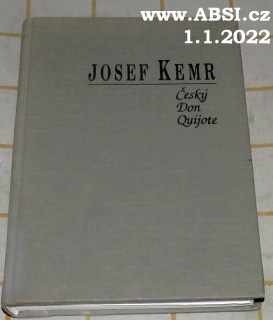 www.ABSI.cz
1.1.2022
JOSEF KEMR
Český
Don
Quijote